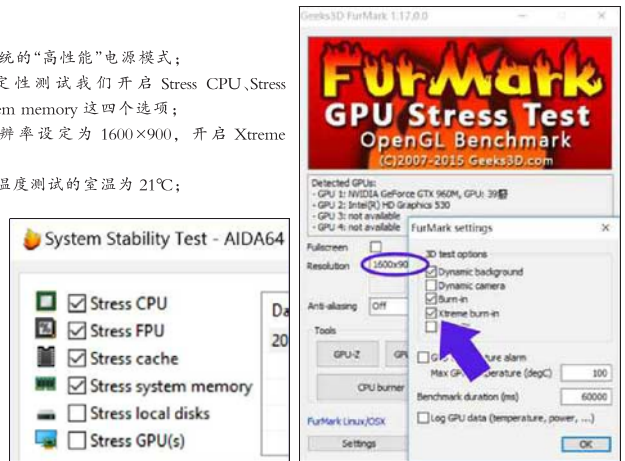 统的“高性能”电源模式;
定性测试我们开启 Stress CPU、Stress
em memory 这四个选项;
辨率设定为 1600×900, 开启 Xtreme
温度测试的室温为 21℃;
System Stability Test - AIDA64
Stress CPU
Stress FPU
Stress cache
Stress system memory
Stress local disks
Stress GPU(s)
Da
20
Geeks3D FurMark 1.17.0.0
FurMark
GPU Stress Test
OpenGL Benchmark
(C)2007-2015 Geeks3D.com
Detected GPUs:
- GPU 1: NVIDIA GeForce GTX 960M, GPU: 39
- GPU 2: Intel(R) HD Graphics 530
- GPU 3: not available
- GPU 4: not available
Fullscreen
Resolution
1600x90
Anti-aliasing
Off
Tools
GPU-Z
GPU
CPU burner
FurMark Linux/OSX
Settings
FurMark settings
3D test options
Dynamic background
Dynamic camera
Burn-in
Xtreme burn-in
Max GP erature (degC)
100
Benchmark duration (ms)
60000
Log GPU data (temperature, power, ...)
OK